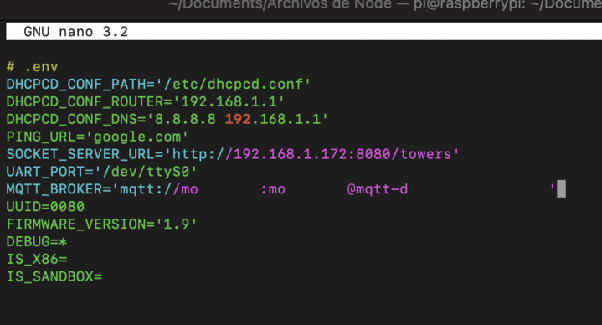 ~/Documents/Archivos de Node — pi@raspberrypi: ~/Docume
GNU nano 3.2
# .env
DHCPCD_CONF_PATH='/etc/dhcpcd.conf'
DHCPCD_CONF_ROUTER='192.168.1.1'
DHCPCD_CONF_DNS='8.8.8.8 192.168.1.1'
PING_URL='google.com'
SOCKET_SERVER_URL='http://192.168.1.172:8080/towers'
UART_PORT='/dev/ttyS0'
MQTT_BROKER='mqtt://mo :mo @mqtt-d '
UUID=0080
FIRMWARE_VERSION='1.9'
DEBUG=*
IS_X86=
IS_SANDBOX=